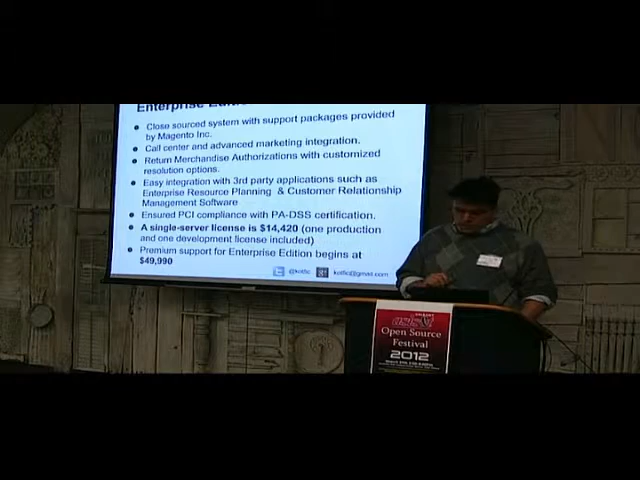 Enterprise Edition
● Close sourced system with support packages provided
by Magento Inc.
● Call center and advanced marketing integration.
● Return Merchandise Authorizations with customized
resolution options.
● Easy integration with 3rd party applications such as
Enterprise Resource Planning & Customer Relationship
Management Software
● Ensured PCI compliance with PA-DSS certification.
● A single-server license is $14,420 (one production
and one development license included)
● Premium support for Enterprise Edition begins at
$49,990
Open Source
Festival
2012